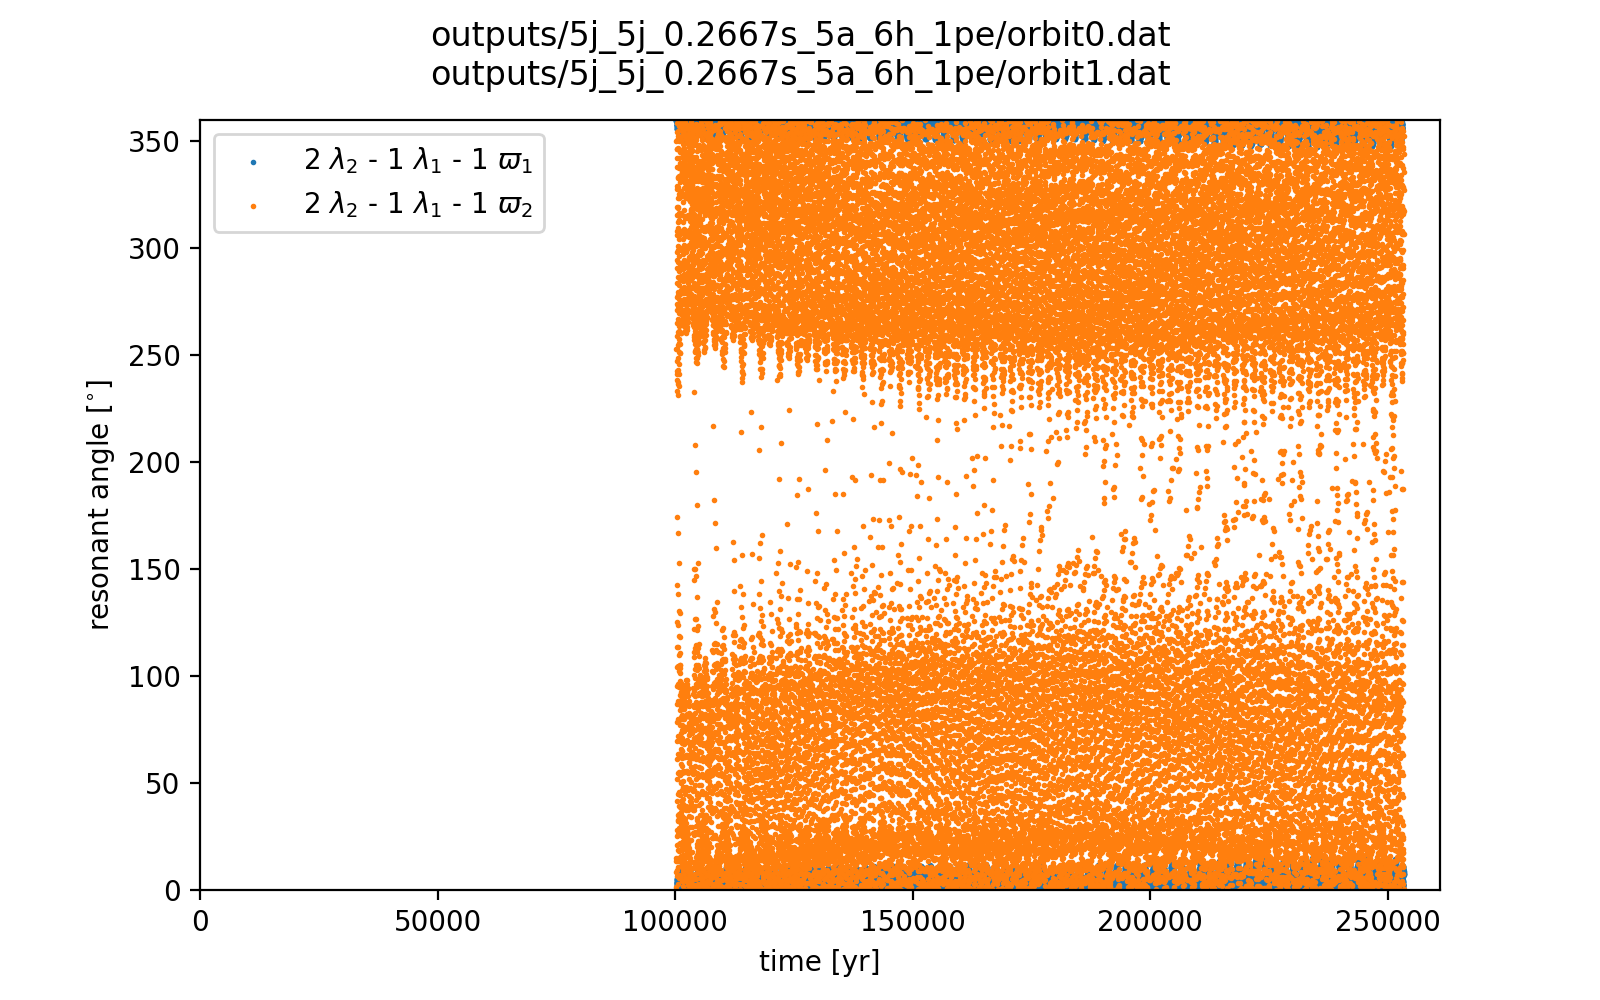 outputs/5j_5j_0.2667s_5a_6h_1pe/orbit0.dat
outputs/5j_5j_0.2667s_5a_6h_1pe/orbit1.dat
2 λ₂ - 1 λ₁ - 1 ϖ₁
2 λ₂ - 1 λ₁ - 1 ϖ₂
resonant angle [°]
350
300
250
200
150
100
50
0
0 50000 100000 150000 200000 250000
time [yr]